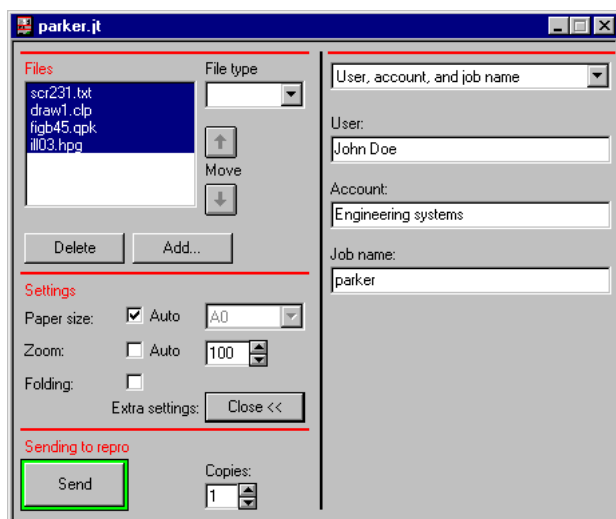 parker.jt
Files
File type
scr231.txt
draw1.clp
figb45.qpk
ill03.hpg
Move
Delete
Add...
Settings
Paper size:
Auto
A0
Zoom:
Auto
100
Folding:
Extra settings:
Close <<
Sending to repro
Send
Copies:
1
User, account, and job name
User:
John Doe
Account:
Engineering systems
Job name:
parker